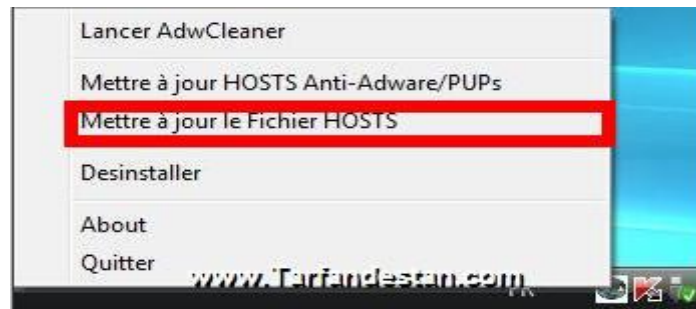 Lancer AdwCleaner
Mettre à jour HOSTS Anti-Adware/PUPs
Mettre à jour le Fichier HOSTS
Desinstaller
About
Quitter
www.Tarfandestan.com